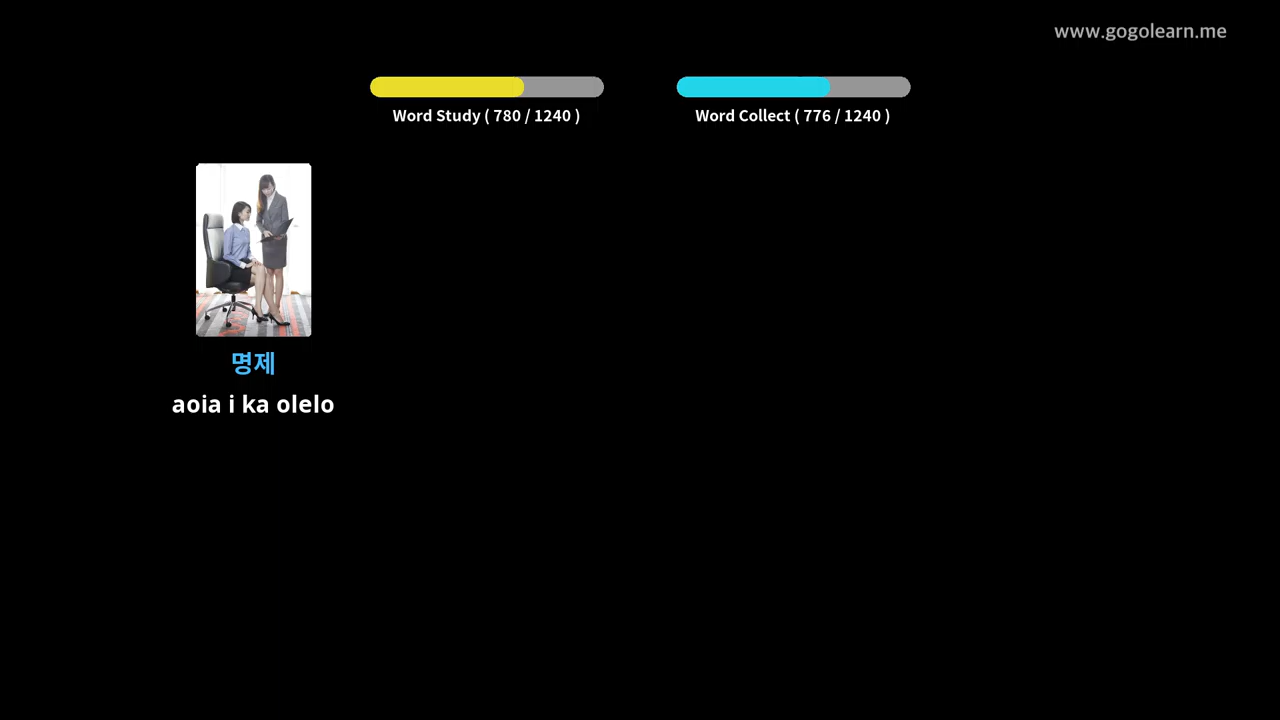 www.gogolearn.me
Word Study ( 780 / 1240 )
Word Collect ( 776 / 1240 )
명제
aoia i ka olelo